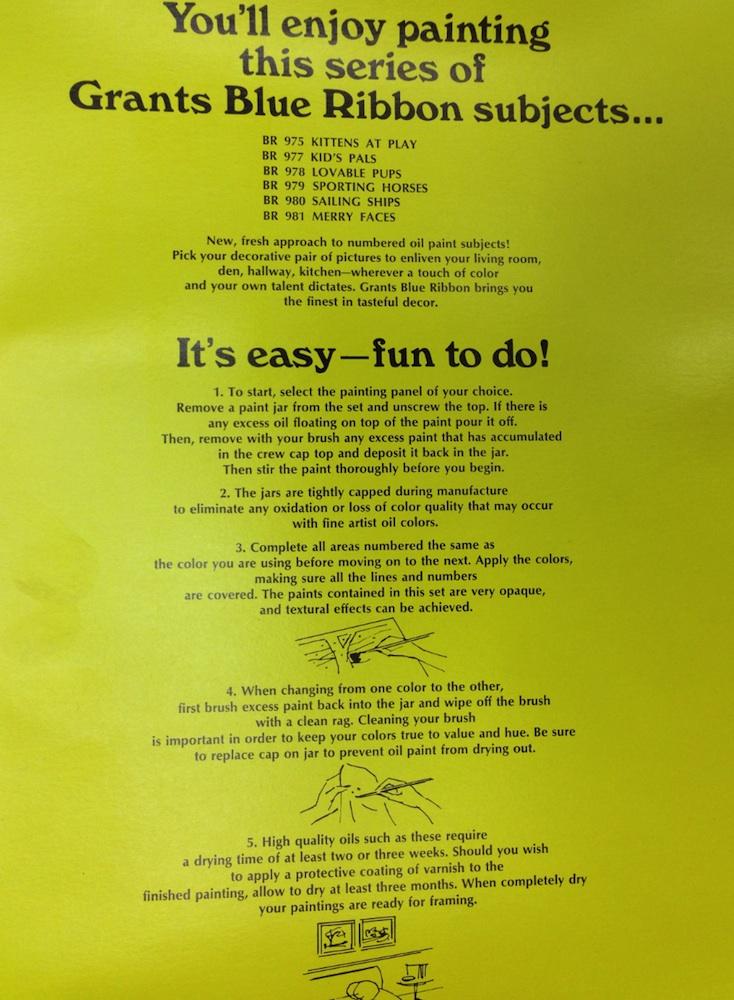 You'll enjoy painting
this series of
Grants Blue Ribbon subjects...
BR 975 KITTENS AT PLAY
BR 977 KID'S PALS
BR 978 LOVABLE PUPS
BR 979 SPORTING HORSES
BR 980 SAILING SHIPS
BR 981 MERRY FACES
New, fresh approach to numbered oil paint subjects!
Pick your decorative pair of pictures to enliven your living room,
den, hallway, kitchen—wherever a touch of color
and your own talent dictates. Grants Blue Ribbon brings you
the finest in tasteful decor.
It's easy—fun to do!
1. To start, select the painting panel of your choice.
Remove a paint jar from the set and unscrew the top. If there is
any excess oil floating on top of the paint pour it off.
Then, remove with your brush any excess paint that has accumulated
in the crew cap top and deposit it back in the jar.
Then stir the paint thoroughly before you begin.
2. The jars are tightly capped during manufacture
to eliminate any oxidation or loss of color quality that may occur
with fine artist oil colors.
3. Complete all areas numbered the same as
the color you are using before moving on to the next. Apply the colors,
making sure all the lines and numbers
are covered. The paints contained in this set are very opaque,
and textural effects can be achieved.
4. When changing from one color to the other,
first brush excess paint back into the jar and wipe off the brush
with a clean rag. Cleaning your brush
is important in order to keep your colors true to value and hue. Be sure
to replace cap on jar to prevent oil paint from drying out.
5. High quality oils such as these require
a drying time of at least two or three weeks. Should you wish
to apply a protective coating of varnish to the
finished painting, allow to dry at least three months. When completely dry
your paintings are ready for framing.